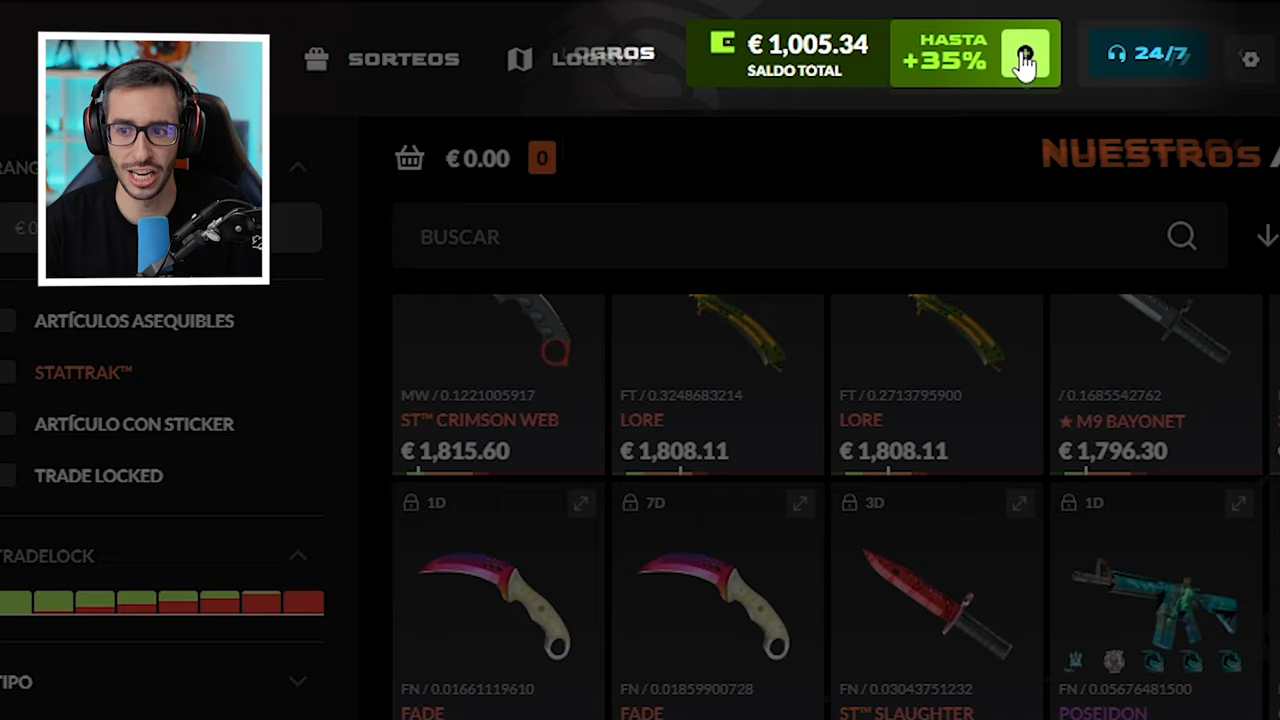 SORTEOS
LOGROS
€ 1,005.34
SALDO TOTAL
HASTA
+35%
24/7
€ 0.00
0
NUESTROS
BUSCAR
ARTÍCULOS ASEQUIBLES
STATTRAK™
ARTÍCULO CON STICKER
TRADE LOCKED
TRADELOCK
TIPO
MW / 0.1221005917
ST™ CRIMSON WEB
€ 1,815.60
FT / 0.3248683214
LORE
€ 1,808.11
FT / 0.2713795900
LORE
€ 1,808.11
/ 0.1685542762
★ M9 BAYONET
€ 1,796.30
1D
7D
3D
1D
FN / 0.01661119610
FADE
FN / 0.01859900728
FADE
FN / 0.03043751232
ST™ SLAUGHTER
FN / 0.05676481500
POSEIDON